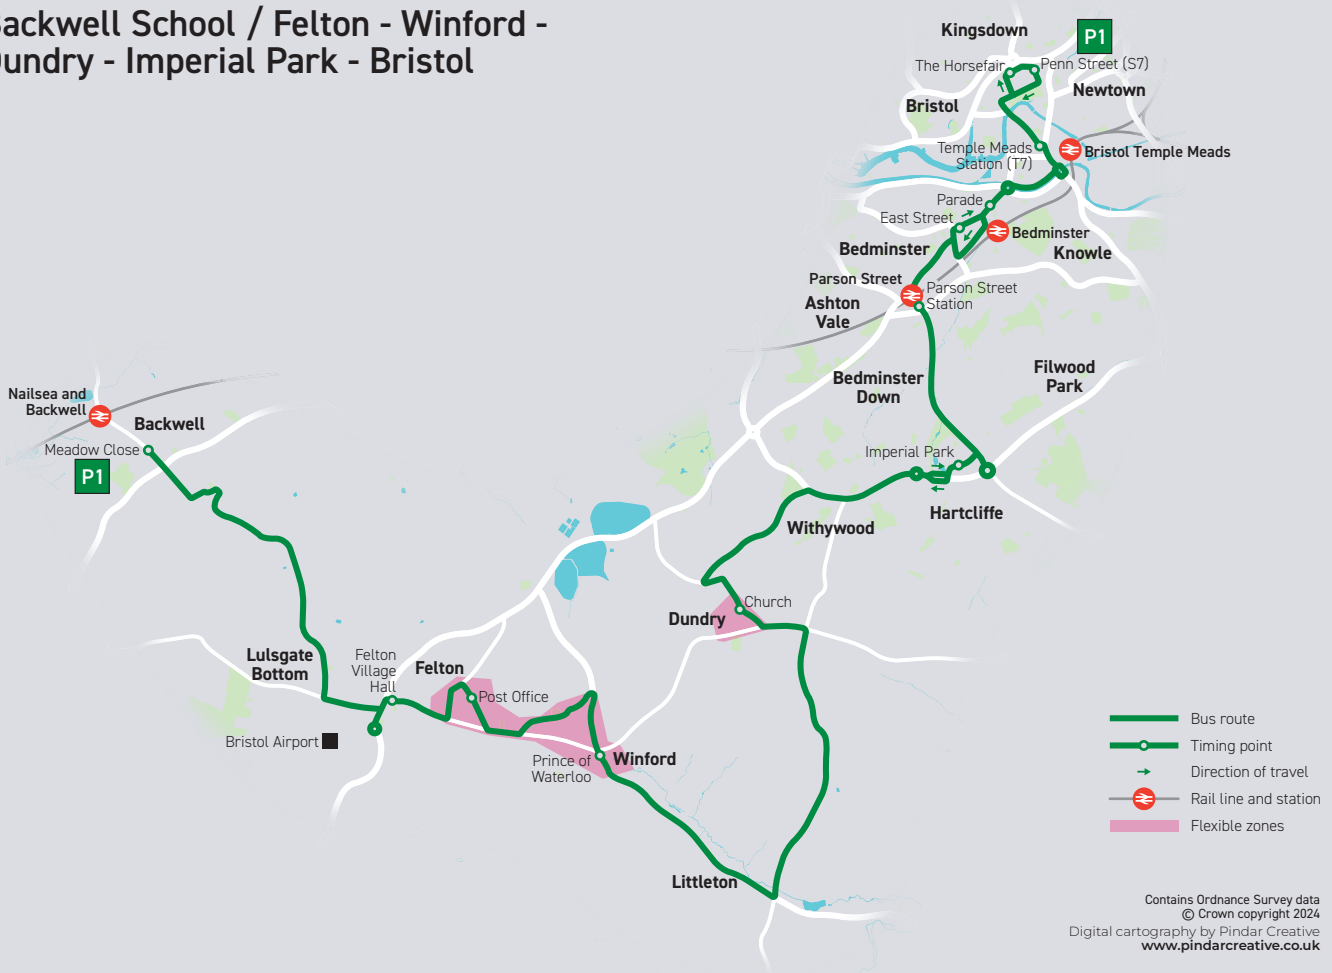 Backwell School / Felton - Winford -
Dundry - Imperial Park - Bristol
Kingsdown
P1
The Horsefair
Penn Street (S7)
Newtown
Bristol
Temple Meads
Station (T7)
Bristol Temple Meads
Parade
East Street
Bedminster
Bedminster
Knowle
Parson Street
Parson Street
Station
Ashton
Vale
Filwood
Park
Bedminster
Down
Nailsea and
Backwell
Backwell
Meadow Close
P1
Imperial Park
Hartcliffe
Withywood
Church
Dundry
Lulsgate
Bottom
Felton
Village
Hall
Felton
Post Office
Bristol Airport
Prince of
Waterloo
Winford
Littleton
Bus route
Timing point
Direction of travel
Rail line and station
Flexible zones
Contains Ordnance Survey data
© Crown copyright 2024
Digital cartography by Pindar Creative
www.pindarcreative.co.uk